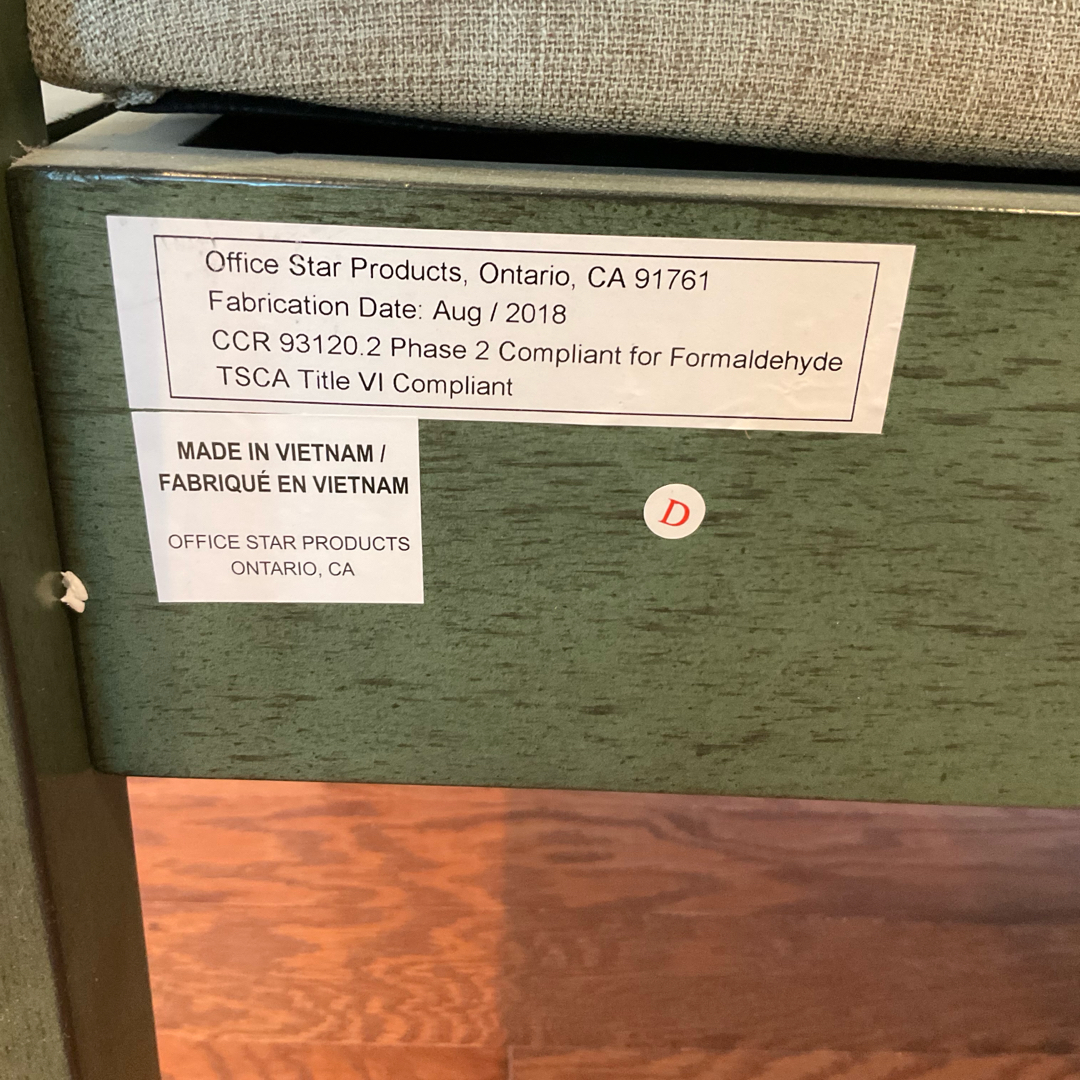 Office Star Products, Ontario, CA 91761
Fabrication Date: Aug / 2018
CCR 93120.2 Phase 2 Compliant for Formaldehyde
TSCA Title VI Compliant
MADE IN VIETNAM /
FABRIQUÉ EN VIETNAM
OFFICE STAR PRODUCTS
ONTARIO, CA
D